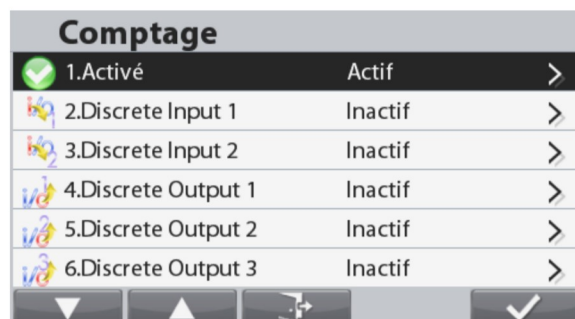 Comptage
1.Activé Actif
2.Discrete Input 1 Inactif
3.Discrete Input 2 Inactif
4.Discrete Output 1 Inactif
5.Discrete Output 2 Inactif
6.Discrete Output 3 Inactif